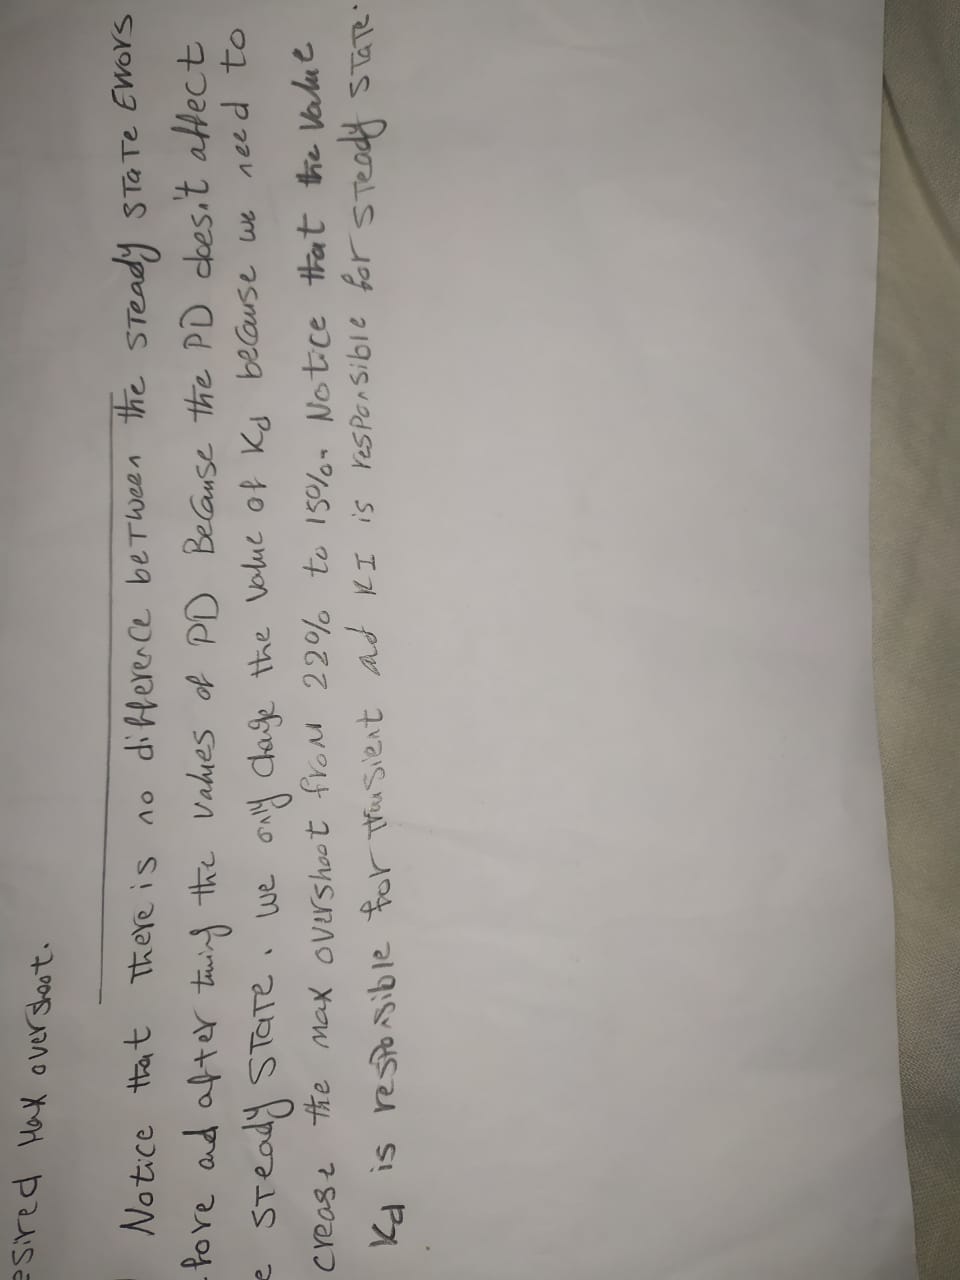 esired Max overshoot.
Notice that There is no difference beTween the STeady STaTe Errors
fore and after tuning the values of PD Because the PD does't affect
e STeady STaTe. we only change the Value of Kd because we need to
crease the max overshoot from 22% to 15%. Notice that the Value
Kd is responsible for Transient and KI is responsible for STeady STaTe.